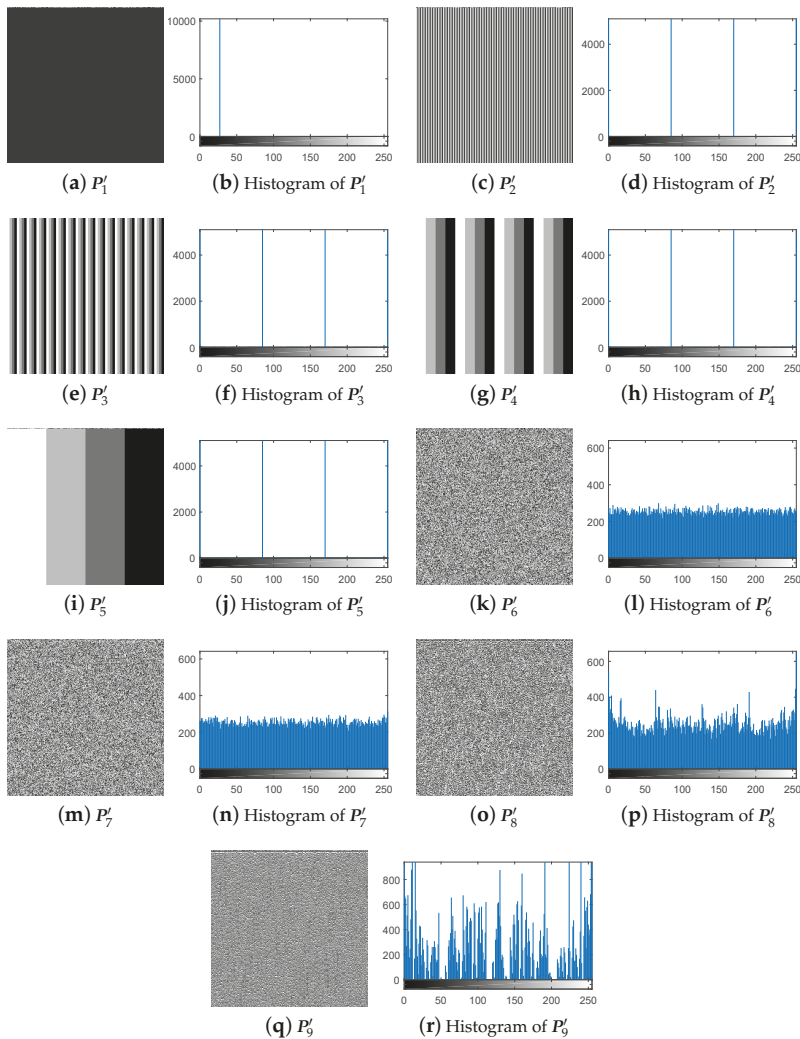 10000
5000
0
0 50 100 150 200 250
4000
2000
0
0 50 100 150 200 250
(a) P′₁
(b) Histogram of P′₁
(c) P′₂
(d) Histogram of P′₂
4000
2000
0
0 50 100 150 200 250
4000
2000
0
0 50 100 150 200 250
(e) P′₃
(f) Histogram of P′₃
(g) P′₄
(h) Histogram of P′₄
4000
2000
0
0 50 100 150 200 250
600
400
200
0
0 50 100 150 200 250
(i) P′₅
(j) Histogram of P′₅
(k) P′₆
(l) Histogram of P′₆
600
400
200
0
0 50 100 150 200 250
600
400
200
0
0 50 100 150 200 250
(m) P′₇
(n) Histogram of P′₇
(o) P′₈
(p) Histogram of P′₈
800
600
400
200
0
0 50 100 150 200 250
(q) P′₉
(r) Histogram of P′₉